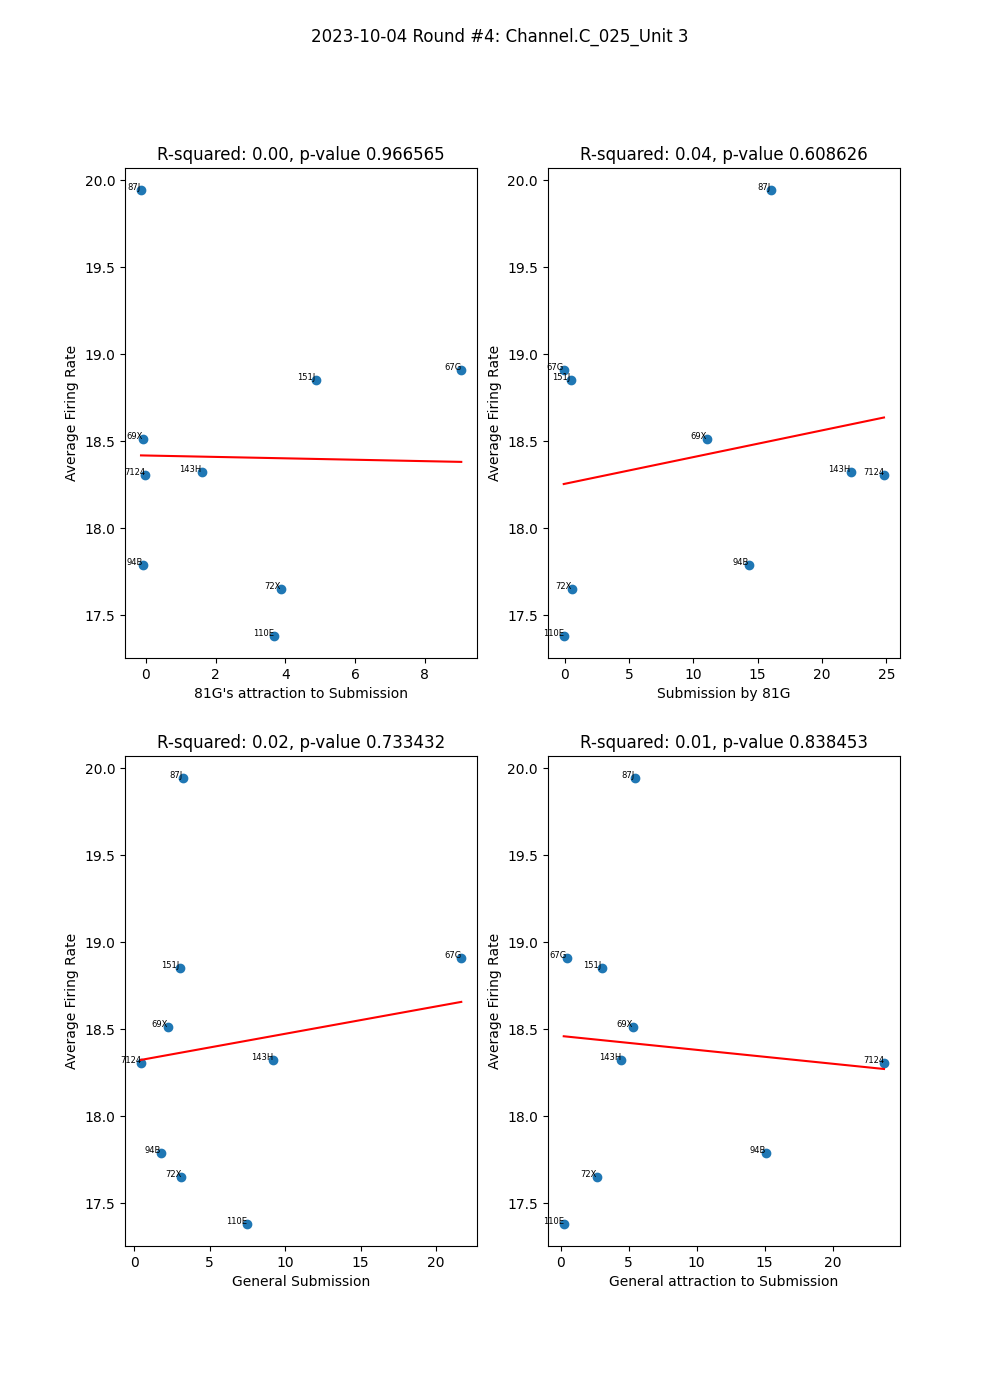 2023-10-04 Round #4: Channel.C_025_Unit 3
R-squared: 0.00, p-value 0.966565
20.0
19.5
19.0
18.5
18.0
17.5
Average Firing Rate
87J
151J
67G
69X
7124
143H
94B
72X
110E
0 2 4 6 8
81G's attraction to Submission
R-squared: 0.04, p-value 0.608626
20.0
19.5
19.0
18.5
18.0
17.5
Average Firing Rate
87J
67G
151J
69X
143H
7124
94B
72X
110E
0 5 10 15 20 25
Submission by 81G
R-squared: 0.02, p-value 0.733432
20.0
19.5
19.0
18.5
18.0
17.5
Average Firing Rate
87J
67G
151J
69X
7124
143H
94B
72X
110E
0 5 10 15 20
General Submission
R-squared: 0.01, p-value 0.838453
20.0
19.5
19.0
18.5
18.0
17.5
Average Firing Rate
87J
67G
151J
69X
143H
7124
94B
72X
110E
0 5 10 15 20
General attraction to Submission